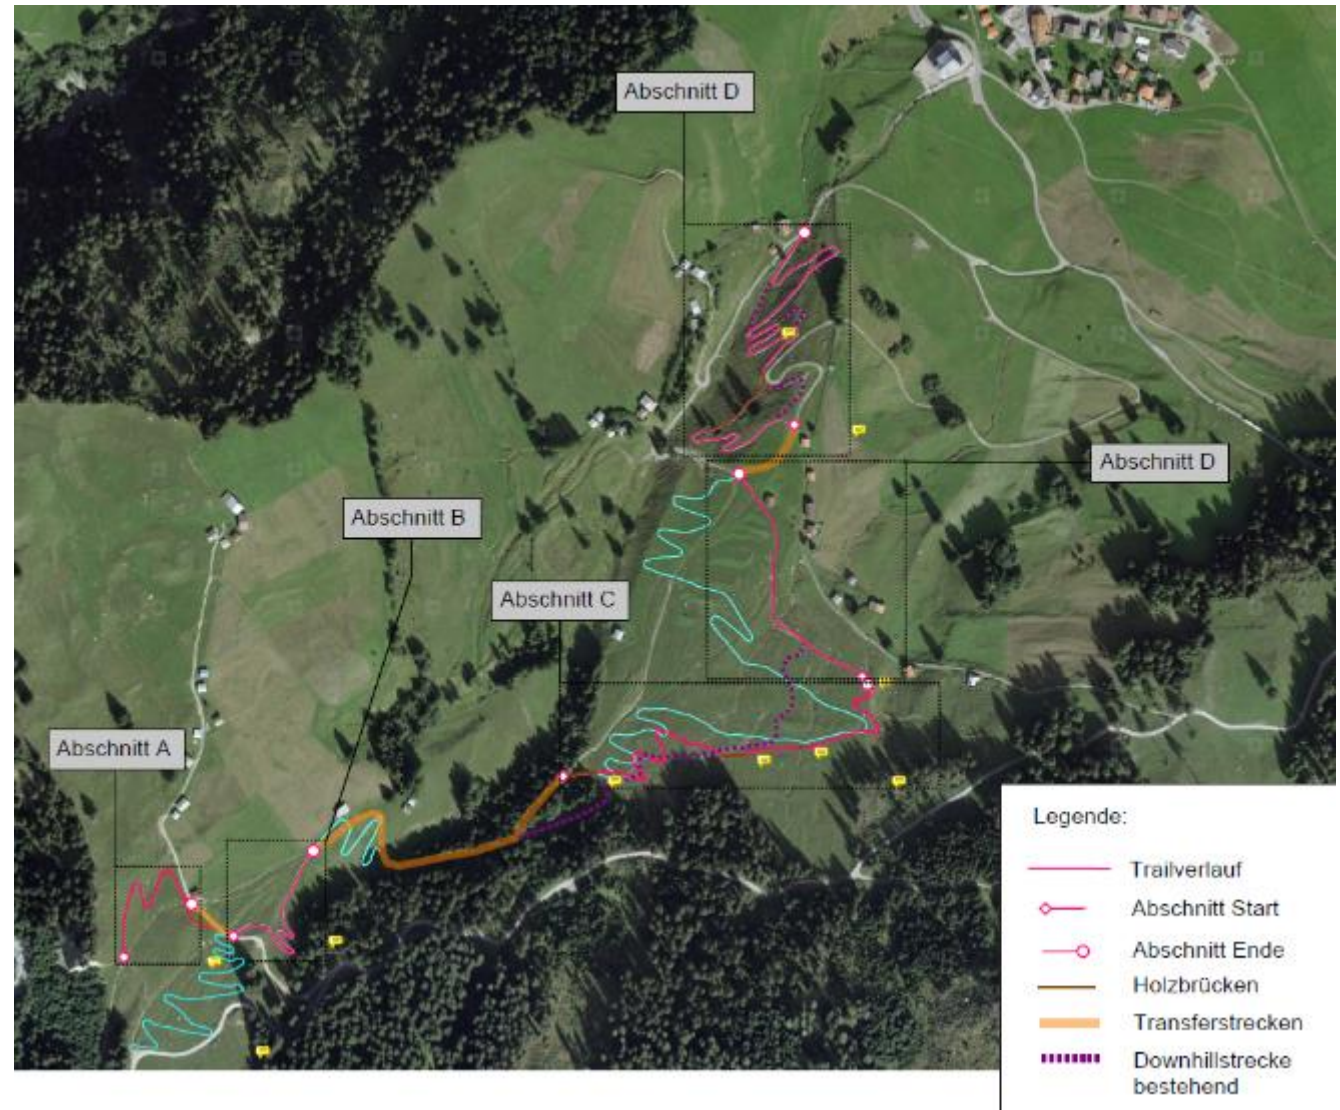 Abschnitt D
Abschnitt D
Abschnitt B
Abschnitt C
Abschnitt A
Legende:
Trailverlauf
Abschnitt Start
Abschnitt Ende
Holzbrücken
Transferstrecken
Downhillstrecke
bestehend